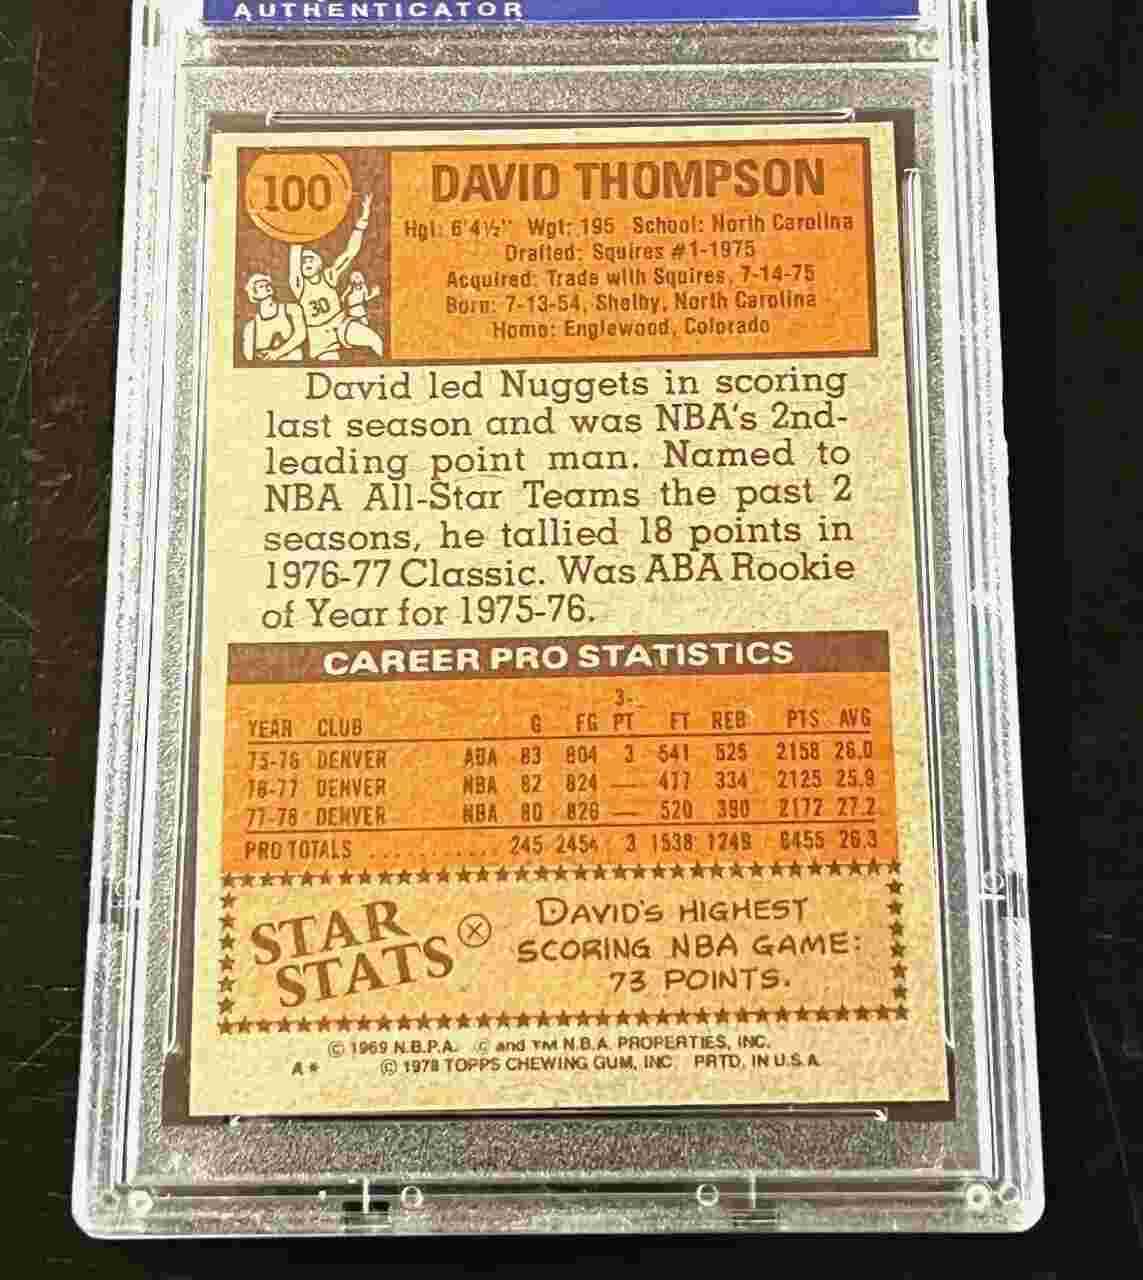 AUTHENTICATOR
100
DAVID THOMPSON
Hgt: 6'4½" Wgt: 195 School: North Carolina
Drafted: Squires #1-1975
Acquired: Trade with Squires, 7-14-75
Born: 7-13-54, Shelby, North Carolina
Home: Englewood, Colorado
30
David led Nuggets in scoring
last season and was NBA's 2nd-
leading point man. Named to
NBA All-Star Teams the past 2
seasons, he tallied 18 points in
1976-77 Classic. Was ABA Rookie
of Year for 1975-76.
CAREER PRO STATISTICS
3-
YEAR CLUB G FG PT FT REB PTS AVG
75-76 DENVER ABA 83 804 3 541 525 2158 26.0
76-77 DENVER NBA 82 824 — 477 334 2125 25.9
77-78 DENVER NBA 80 826 — 520 390 2172 27.2
PRO TOTALS ........... 245 2454 3 1538 1249 6455 26.3
STAR
STATS
DAVID'S HIGHEST
SCORING NBA GAME:
73 POINTS.
© 1969 N.B.P.A. © and TM N.B.A. PROPERTIES, INC.
A* © 1978 TOPPS CHEWING GUM, INC PRTD. IN U.S.A.